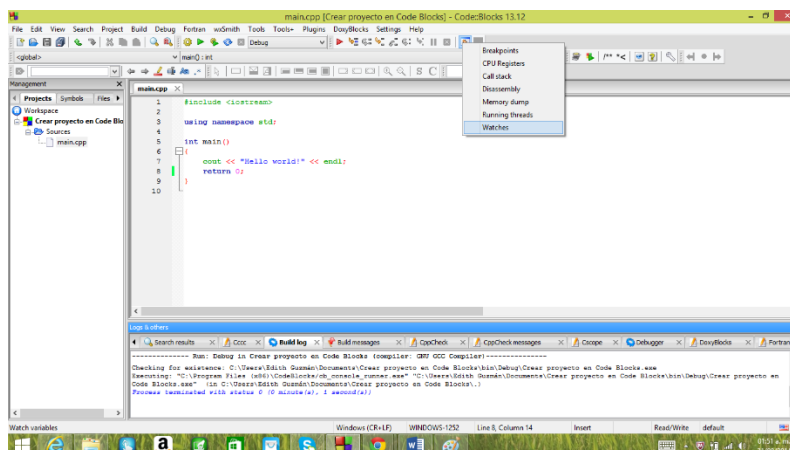 main.cpp [Crear proyecto en Code Blocks] - Code::Blocks 13.12
File Edit View Search Project Build Debug Fortran wxSmith Tools Tools+ Plugins DoxyBlocks Settings Help
Debug
<global>
main() : int
/** *<
S C
Breakpoints
CPU Registers
Call stack
Disassembly
Memory dump
Running threads
Watches
Management
Projects Symbols Files
Workspace
Crear proyecto en Code Blo
Sources
main.cpp
main.cpp
1 #include <iostream>
2
3 using namespace std;
4
5 int main()
6 {
7 cout << "Hello world!" << endl;
8 return 0;
9 }
10
Logs & others
Search results Cccc Build log Build messages CppCheck CppCheck messages Cscope Debugger DoxyBlocks Fortran
-------------- Run: Debug in Crear proyecto en Code Blocks (compiler: GNU GCC Compiler)---------------
Checking for existence: C:\Users\Edith Guzmán\Documents\Crear proyecto en Code Blocks\bin\Debug\Crear proyecto en Code Blocks.exe
Executing: "C:\Program Files (x86)\CodeBlocks/cb_console_runner.exe" "C:\Users\Edith Guzmán\Documents\Crear proyecto en Code Blocks\bin\Debug\Crear proyecto en
Code Blocks.exe" (in C:\Users\Edith Guzmán\Documents\Crear proyecto en Code Blocks\.)
Process terminated with status 0 (0 minute(s), 1 second(s))
Watch variables
Windows (CR+LF) WINDOWS-1252 Line 8, Column 14 Insert Read/Write default
01:51 a.m.